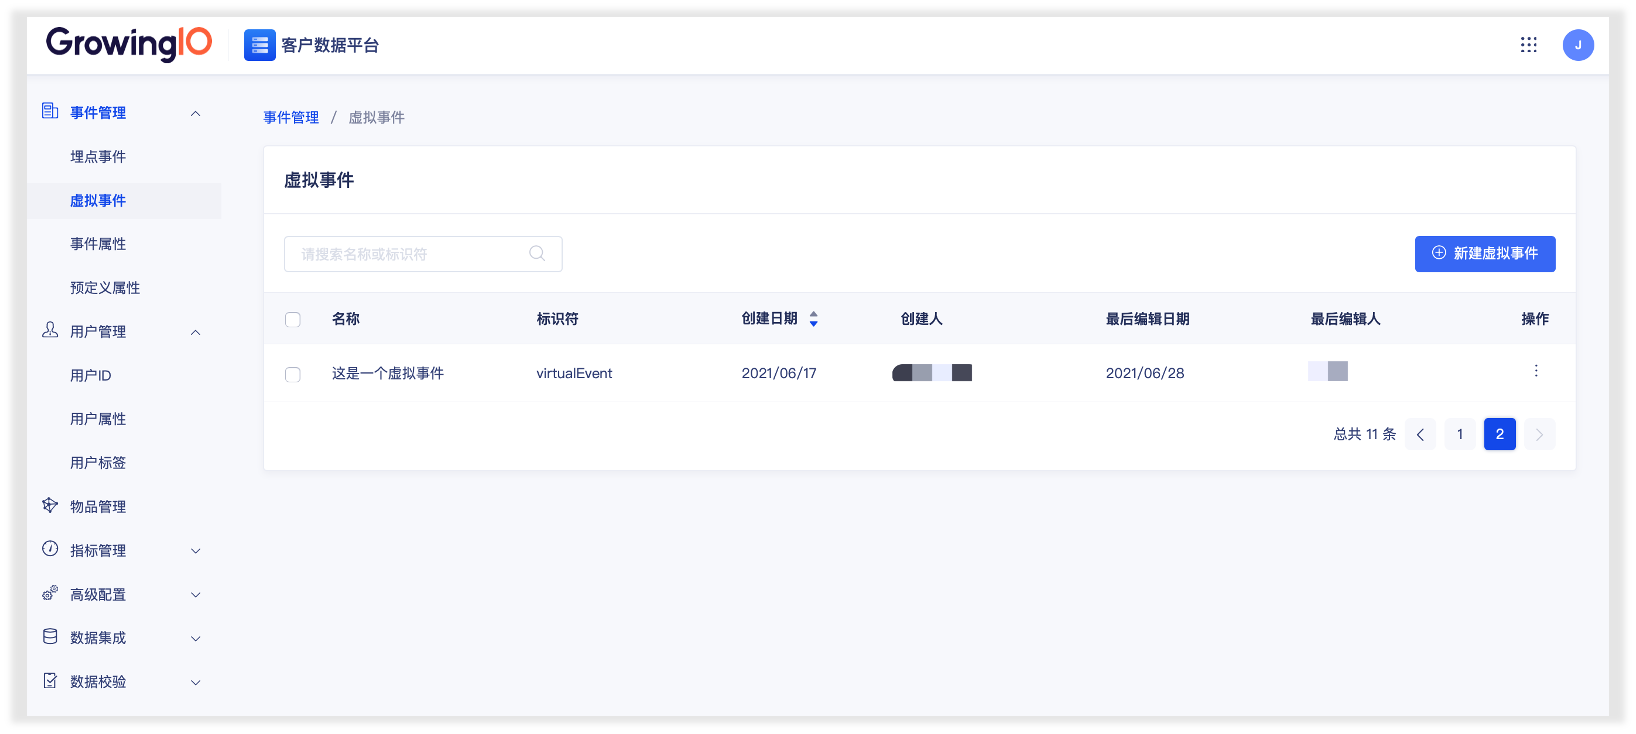 GrowingIO
客户数据平台
J
事件管理
埋点事件
虚拟事件
事件属性
预定义属性
用户管理
用户ID
用户属性
用户标签
物品管理
指标管理
高级配置
数据集成
数据校验
事件管理 / 虚拟事件
虚拟事件
请搜索名称或标识符
新建虚拟事件
名称 标识符 创建日期 创建人 最后编辑日期 最后编辑人 操作
这是一个虚拟事件 virtualEvent 2021/06/17 2021/06/28
总共 11 条 1 2